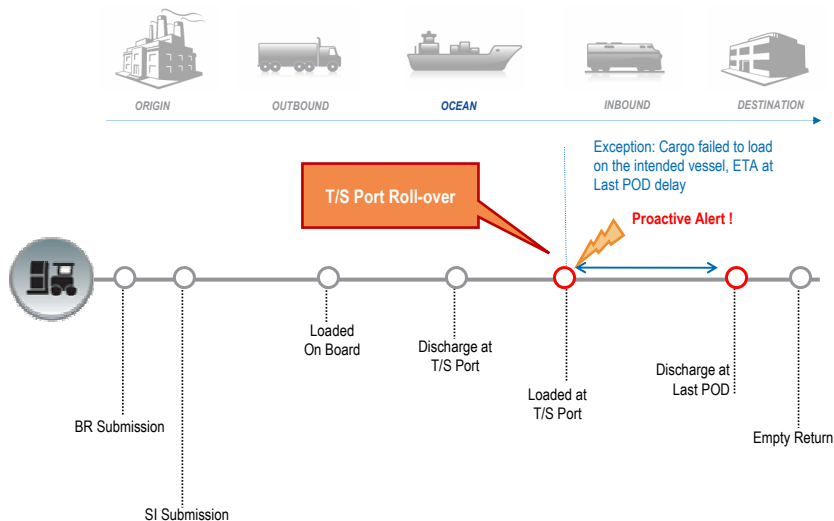 ORIGIN
OUTBOUND
OCEAN
INBOUND
DESTINATION
Exception: Cargo failed to load
on the intended vessel, ETA at
Last POD delay
T/S Port Roll-over
Proactive Alert !
Loaded
On Board
Discharge at
T/S Port
Loaded at
T/S Port
Discharge at
Last POD
BR Submission
Empty Return
SI Submission